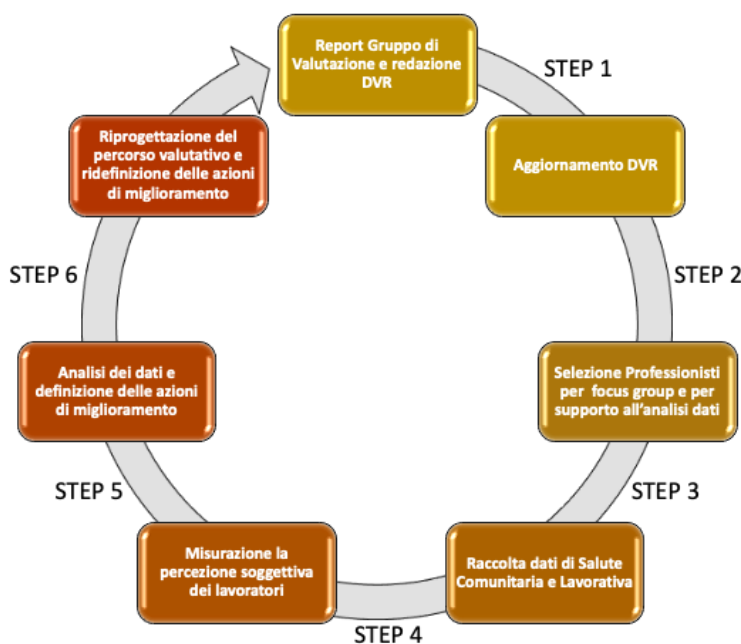 Report Gruppo di
Valutazione e redazione
DVR
STEP 1
Aggiornamento DVR
STEP 2
Selezione Professionisti
per focus group e per
supporto all'analisi dati
STEP 3
Raccolta dati di Salute
Comunitaria e Lavorativa
STEP 4
Misurazione la
percezione soggettiva
dei lavoratori
STEP 5
Analisi dei dati e
definizione delle azioni
di miglioramento
STEP 6
Riprogettazione del
percorso valutativo e
ridefinizione delle azioni
di miglioramento